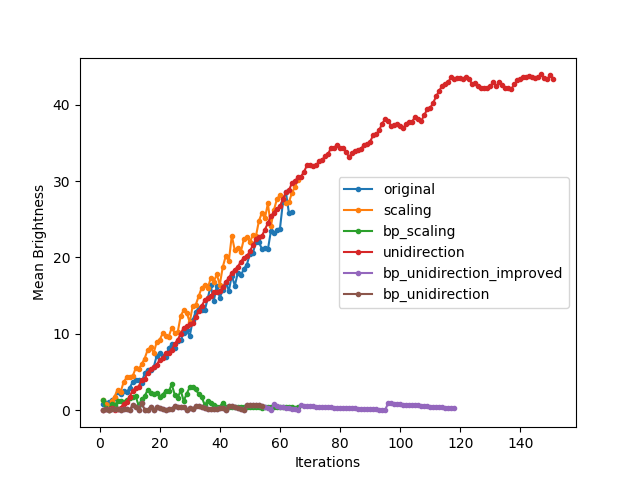 40
30
20
10
0
Mean Brightness
original
scaling
bp_scaling
unidirection
bp_unidirection_improved
bp_unidirection
0 20 40 60 80 100 120 140
Iterations